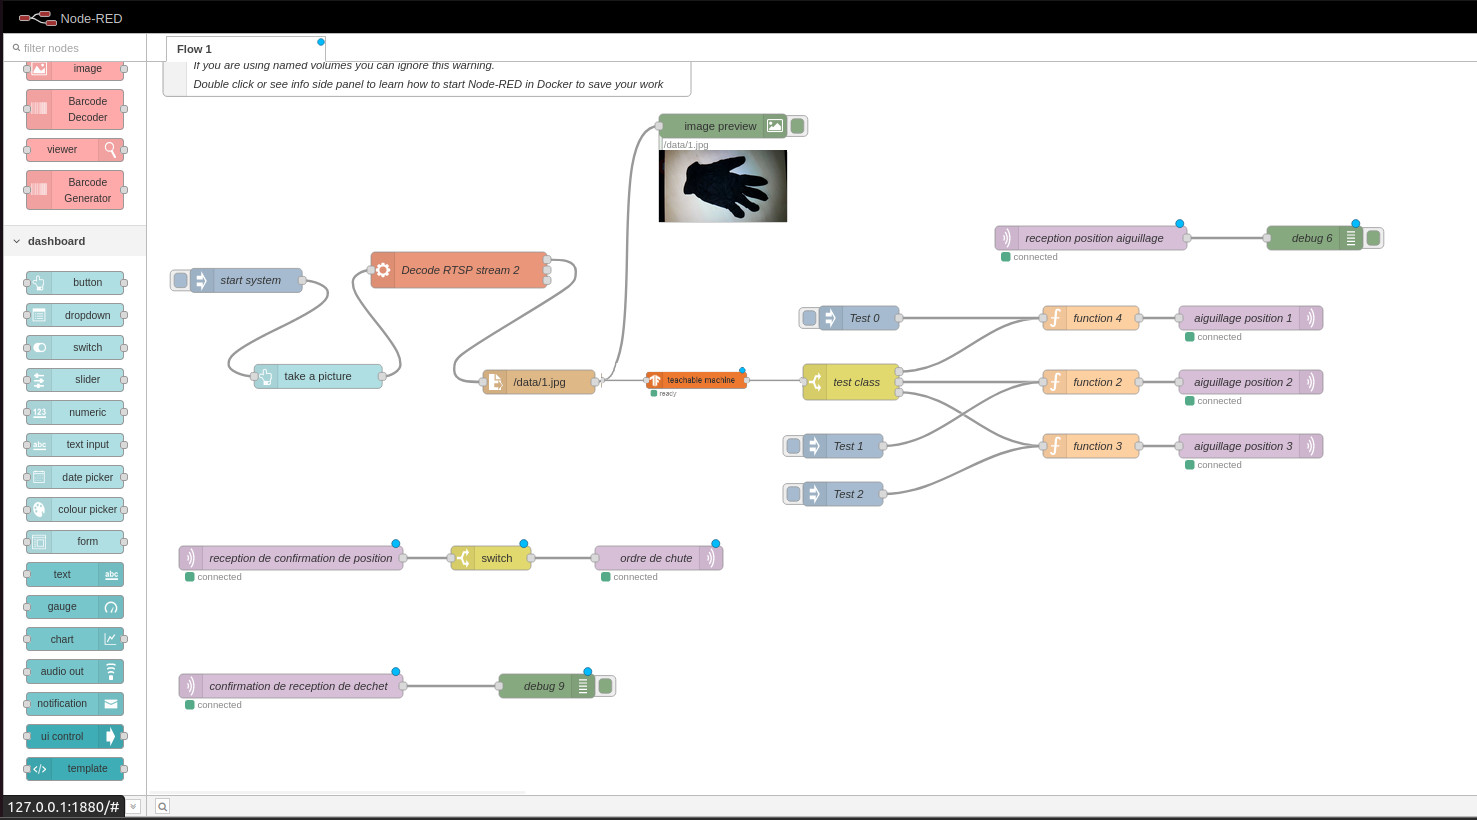 Node-RED
filter nodes
Flow 1
image
Barcode
Decoder
viewer
Barcode
Generator
dashboard
button
dropdown
switch
slider
123
numeric
abc
text input
date picker
colour picker
form
text
abc
gauge
chart
audio out
notification
ui control
</>
template
127.0.0.1:1880/#
If you are using named volumes you can ignore this warning.
Double click or see info side panel to learn how to start Node-RED in Docker to save your work
image preview
/data/1.jpg
reception position aiguillage
connected
debug 6
start system
Decode RTSP stream 2
take a picture
/data/1.jpg
teachable machine
ready
Test 0
test class
Test 1
Test 2
function 4
aiguillage position 1
connected
function 2
aiguillage position 2
connected
function 3
aiguillage position 3
connected
reception de confirmation de position
connected
switch
ordre de chute
connected
confirmation de reception de dechet
connected
debug 9